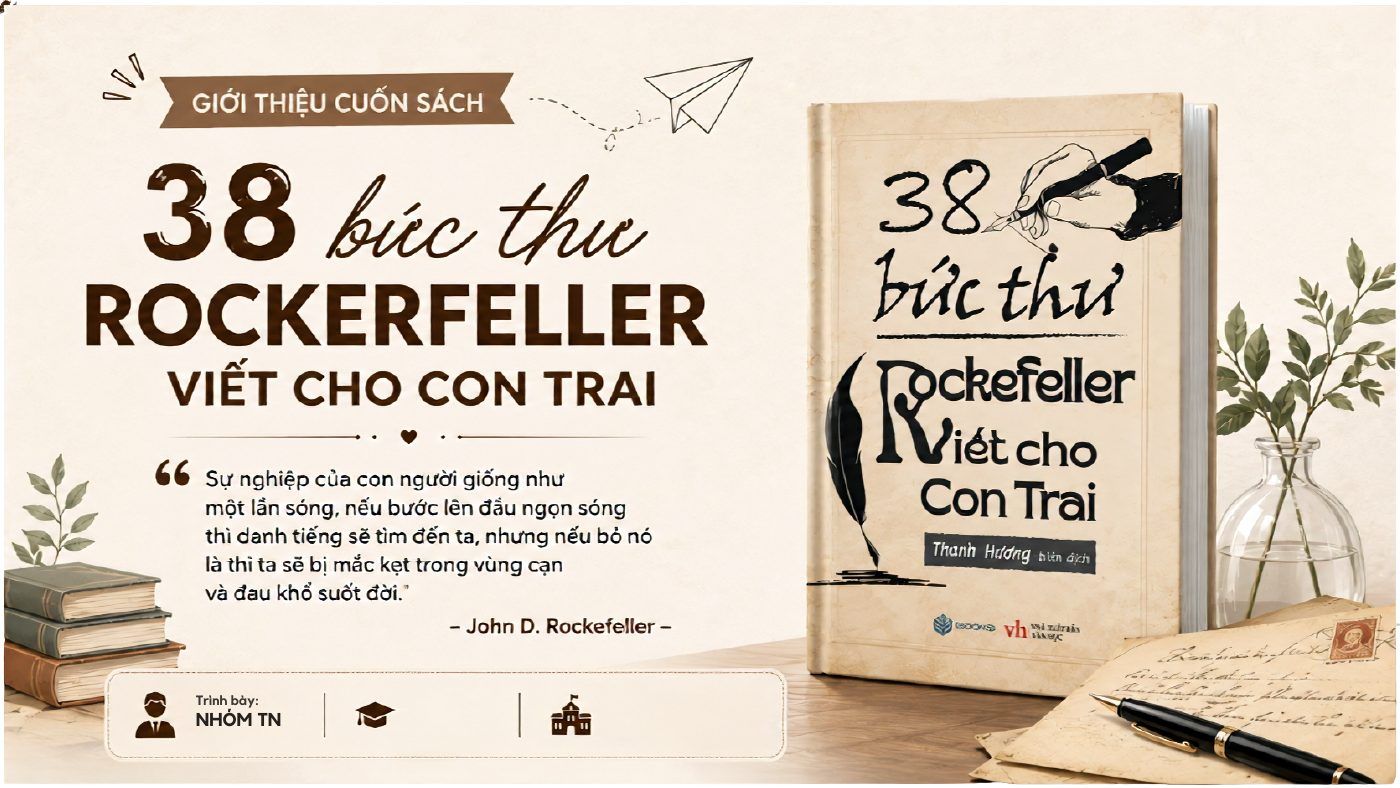 GIỚI THIỆU CUỐN SÁCH
38 bức thư
ROCKERFELLER
VIẾT CHO CON TRAI
“ Sự nghiệp của con người giống như
một lần sóng, nếu bước lên đầu ngọn sóng
thì danh tiếng sẽ tìm đến ta, nhưng nếu bỏ nó
là thì ta sẽ bị mắc kẹt trong vùng cạn
và đau khổ suốt đời."
– John D. Rockefeller –
Trình bày:
NHÓM TN
38
bức thư
Rockefeller
Viết cho
Con Trai
Thanh Hương biên dịch
vh